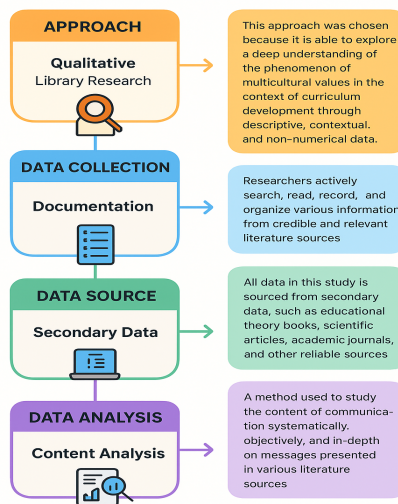 APPROACH
Qualitative
Library Research
This approach was chosen
because it is able to explore
a deep understanding of
the phenomenon of
multicultural values in the
context of curriculum
development through
descriptive, contextual.
and non-numerical data.
DATA COLLECTION
Documentation
Researchers actively
search, read, record, and
organize various information
from credible and relevant
literature sources
DATA SOURCE
Secondary Data
All data in this study is
sourced from secondary
data, such as educational
theory books, scientific
articles, academic journals,
and other reliable sources
DATA ANALYSIS
Content Analysis
A method used to study
the content of communica-
tion systematically.
objectively, and in-depth
on messages presented
in various literature
sources